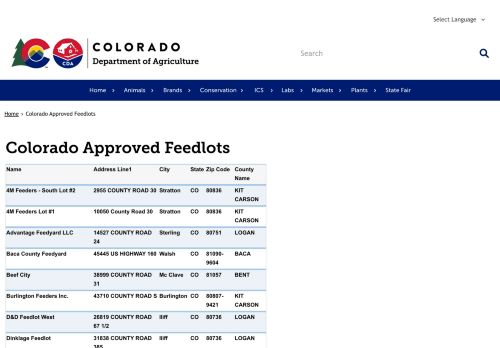 Select Language
COLORADO
Department of Agriculture
CDA
Search
Home Animals Brands Conservation ICS Labs Markets Plants State Fair
Home > Colorado Approved Feedlots
Colorado Approved Feedlots
Name Address Line1 City State Zip Code County Name
4M Feeders - South Lot #2 2955 COUNTY ROAD 30 Stratton CO 80836 KIT CARSON
4M Feeders Lot #1 10050 County Road 30 Stratton CO 80836 KIT CARSON
Advantage Feedyard LLC 14527 COUNTY ROAD 24 Sterling CO 80751 LOGAN
Baca County Feedyard 45445 US HIGHWAY 160 Walsh CO 81090-9604 BACA
Beef City 38999 COUNTY ROAD 31 Mc Clave CO 81057 BENT
Burlington Feeders Inc. 43710 COUNTY ROAD S Burlington CO 80807-9421 KIT CARSON
D&D Feedlot West 26819 COUNTY ROAD 67 1/2 Iliff CO 80736 LOGAN
Dinklage Feedlot 31838 COUNTY ROAD 385 Iliff CO 80736 LOGAN